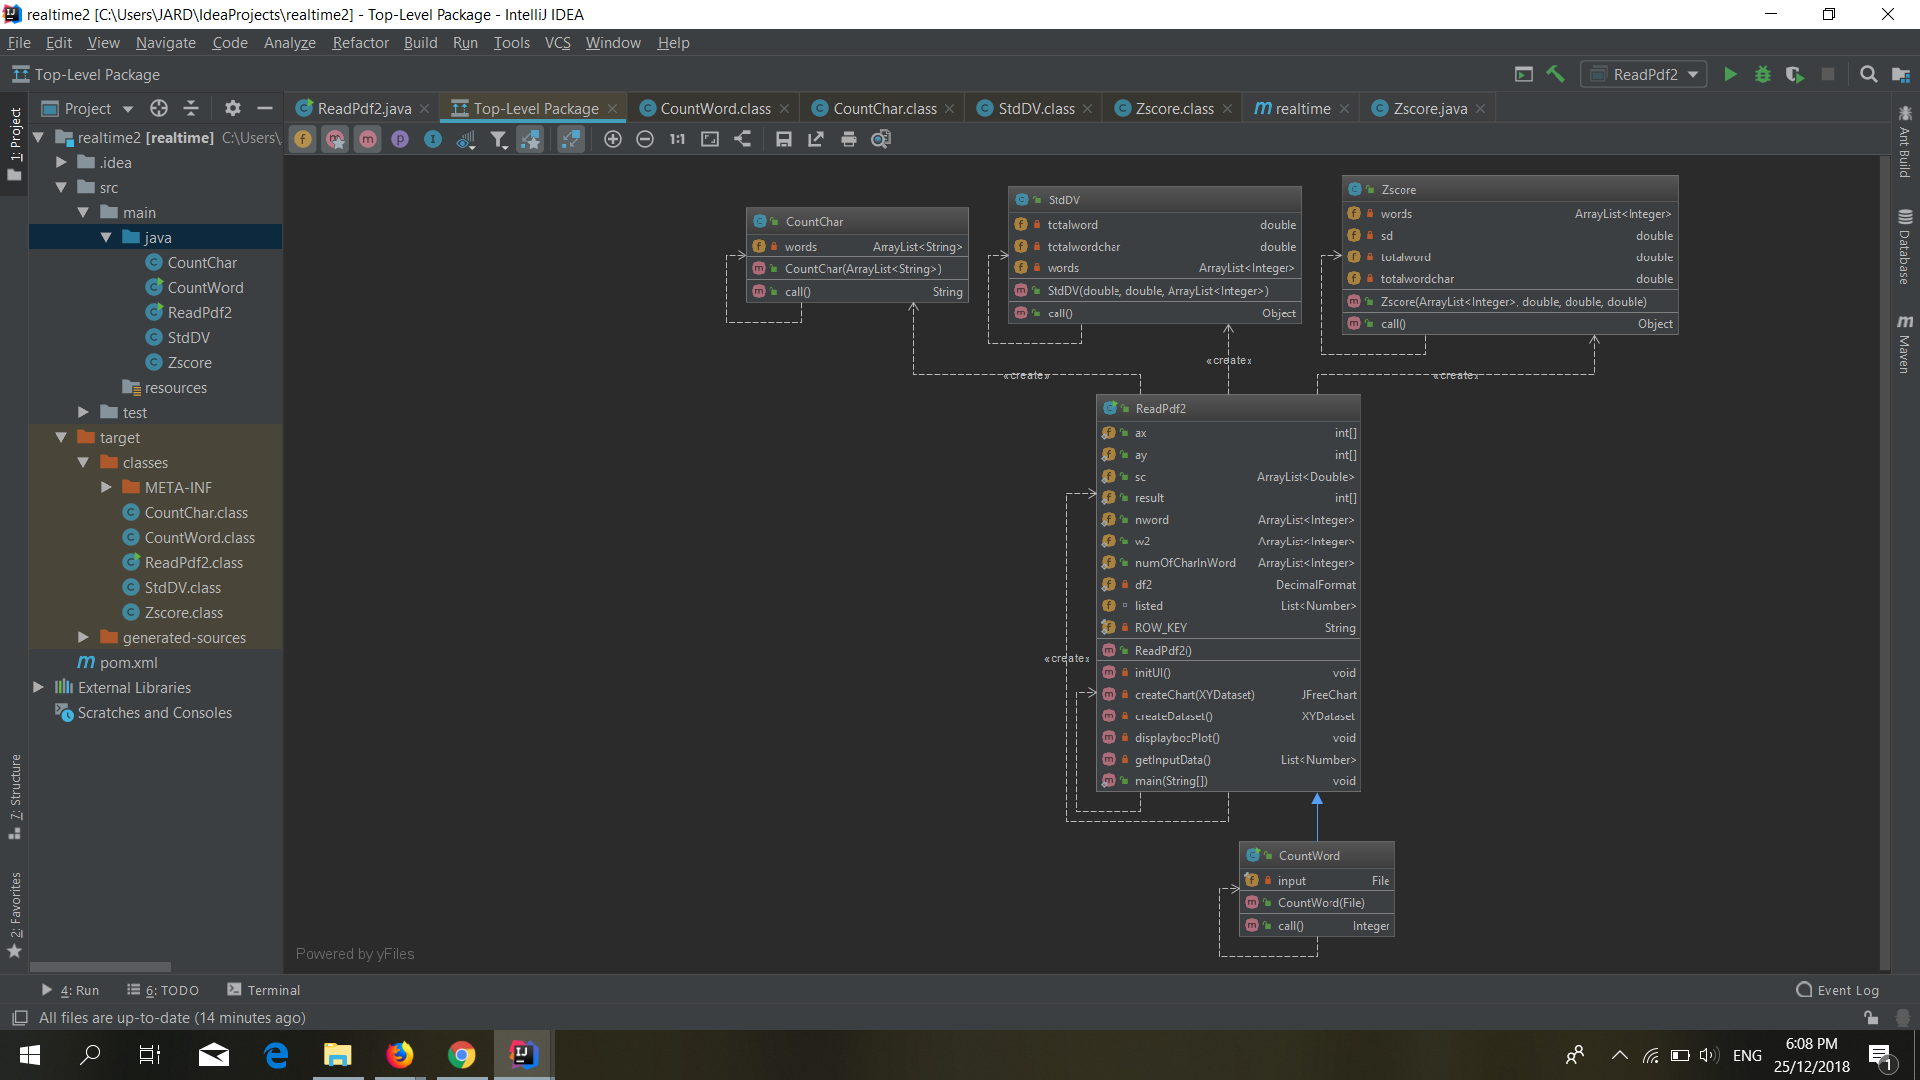 realtime2 [C:\Users\JARD\IdeaProjects\realtime2] - Top-Level Package - IntelliJ IDEA
File Edit View Navigate Code Analyze Refactor Build Run Tools VCS Window Help
Top-Level Package
ReadPdf2
1: Project
Project
ReadPdf2.java
Top-Level Package
CountWord.class
CountChar.class
StdDV.class
Zscore.class
realtime
Zscore.java
1:1
realtime2 [realtime] C:\Users\
.idea
src
main
java
CountChar
CountWord
ReadPdf2
StdDV
Zscore
resources
test
target
classes
META-INF
CountChar.class
CountWord.class
ReadPdf2.class
StdDV.class
Zscore.class
generated-sources
pom.xml
External Libraries
Scratches and Consoles
7: Structure
2: Favorites
CountChar
words ArrayList<String>
CountChar(ArrayList<String>)
call() String
StdDV
totalword double
totalwordchar double
words ArrayList<Integer>
StdDV(double, double, ArrayList<Integer>)
call() Object
Zscore
words ArrayList<Integer>
sd double
totalword double
totalwordchar double
Zscore(ArrayList<Integer>, double, double, double)
call() Object
«create»
«create»
«create»
ReadPdf2
ax int[]
ay int[]
sc ArrayList<Double>
result int[]
nword ArrayList<Integer>
w2 ArrayList<Integer>
numOfCharInWord ArrayList<Integer>
df2 DecimalFormat
listed List<Number>
ROW_KEY String
ReadPdf2()
initUI() void
createChart(XYDataset) JFreeChart
createDataset() XYDataset
displaybocPlot() void
getInputData() List<Number>
main(String[]) void
«create»
CountWord
input File
CountWord(File)
call() Integer
Powered by yFiles
Ant Build
Database
Maven
4: Run
6: TODO
Terminal
Event Log
All files are up-to-date (14 minutes ago)
ENG
6:08 PM
25/12/2018
1